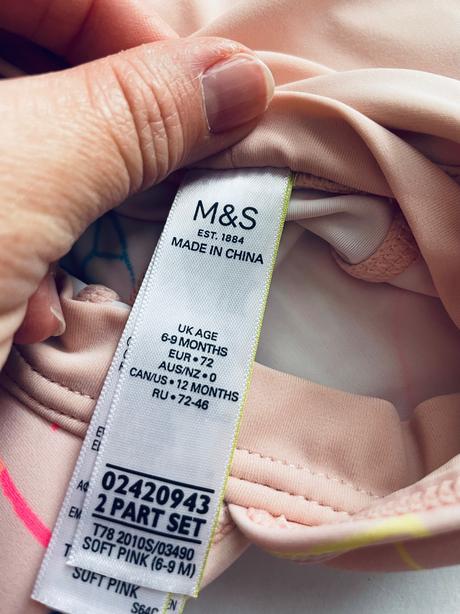 M&S
EST. 1884
MADE IN CHINA
UK AGE
6-9 MONTHS
EUR • 72
AUS/NZ • 0
CAN/US • 12 MONTHS
RU • 72-46
02420943
2 PART SET
T78 2010S/03490
SOFT PINK (6-9 M)
SOFT PINK
S64C